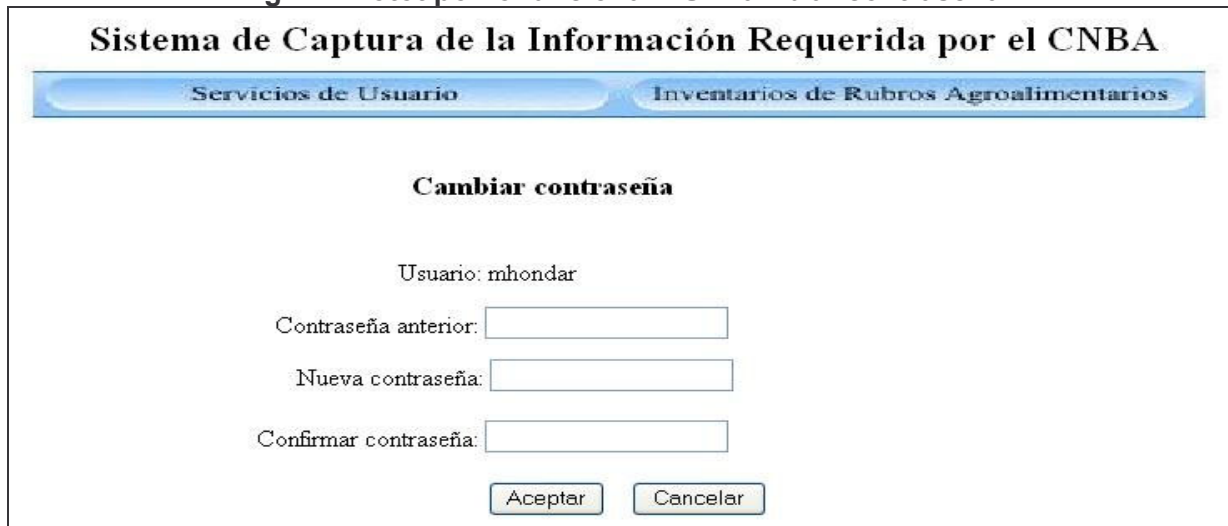 Sistema de Captura de la Información Requerida por el CNBA
Servicios de Usuario Inventarios de Rubros Agroalimentarios
Cambiar contraseña
Usuario: mhondar
Contraseña anterior:
Nueva contraseña:
Confirmar contraseña:
Aceptar Cancelar